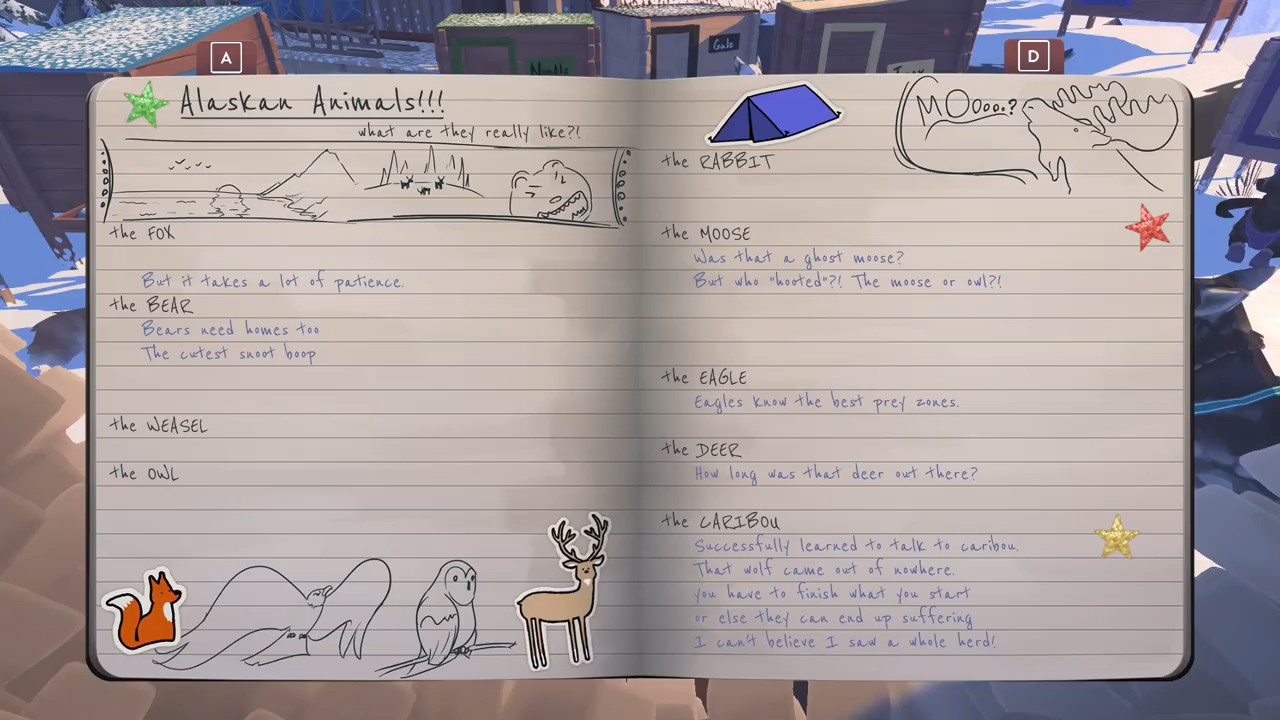 A
D
Gale
Alaskan Animals!!!
what are they really like?!
the FOX
But it takes a lot of patience.
the BEAR
Bears need homes too
The cutest snoot boop
the WEASEL
the OWL
MOoooo.?
the RABBIT
the MOOSE
Was that a ghost moose?
But who "hooted"?! The moose or owl?!
the EAGLE
Eagles know the best prey zones.
the DEER
How long was that deer out there?
the CARIBOU
Successfully learned to talk to caribou.
That wolf came out of nowhere.
you have to finish what you start
or else they can end up suffering
I can't believe I saw a whole herd!